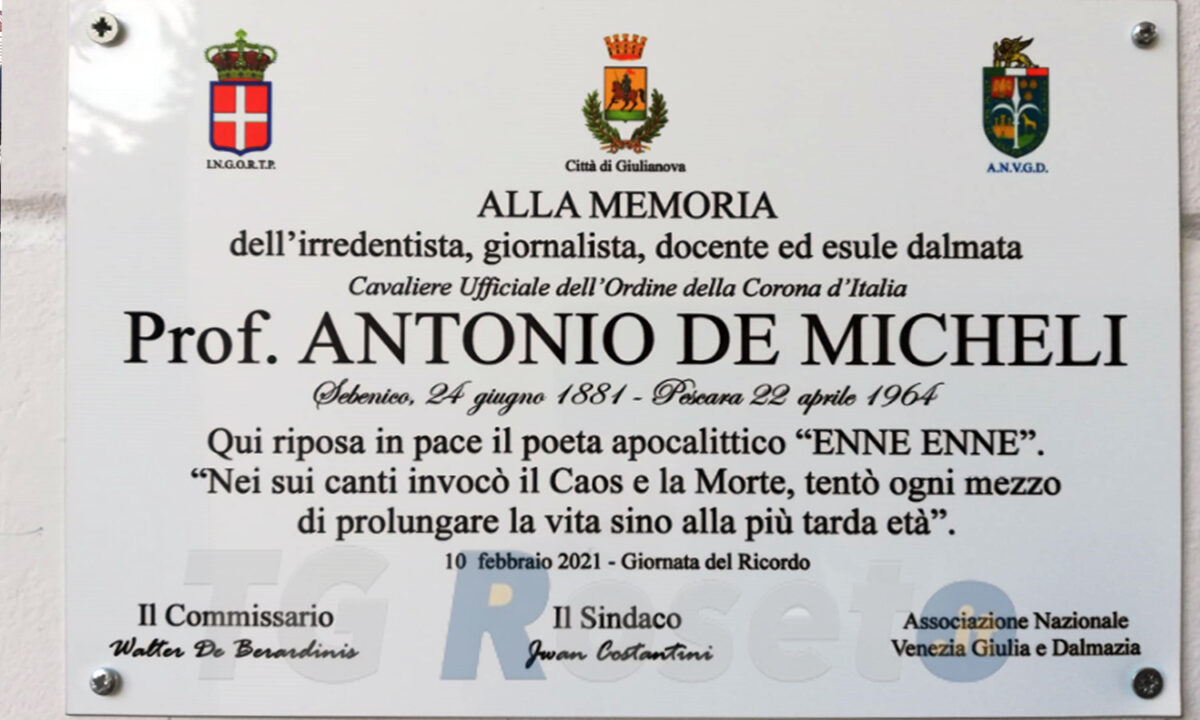 I.N.G.O.R.T.P.
Città di Giulianova
A.N.V.G.D.
ALLA MEMORIA
dell’irredentista, giornalista, docente ed esule dalmata
Cavaliere Ufficiale dell’Ordine della Corona d’Italia
Prof. ANTONIO DE MICHELI
Sebenico, 24 giugno 1881 - Pescara 22 aprile 1964
Qui riposa in pace il poeta apocalittico “ENNE ENNE”.
“Nei sui canti invocò il Caos e la Morte, tentò ogni mezzo
di prolungare la vita sino alla più tarda età”.
10 febbraio 2021 - Giornata del Ricordo
TG Roseto.it
Il Commissario
Walter De Berardinis
Il Sindaco
Jwan Costantini
Associazione Nazionale
Venezia Giulia e Dalmazia